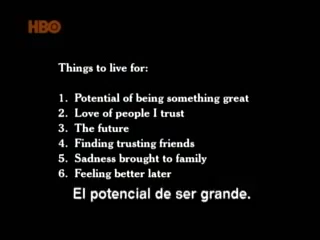 HBO
Things to live for:
1. Potential of being something great
2. Love of people I trust
3. The future
4. Finding trusting friends
5. Sadness brought to family
6. Feeling better later
El potencial de ser grande.